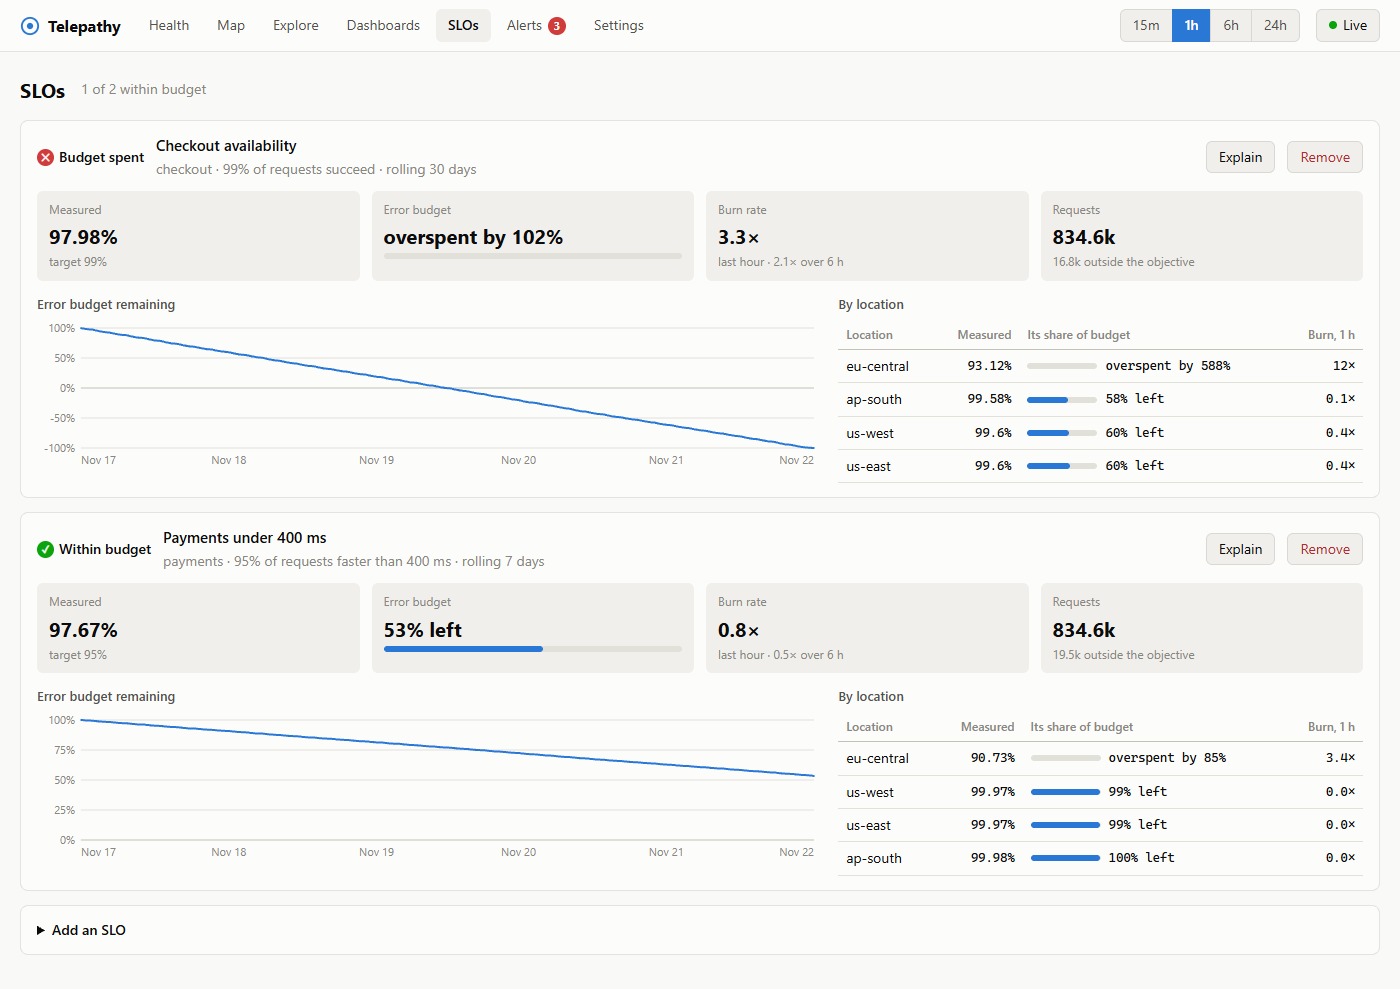 Telepathy Health Map Explore Dashboards SLOs Alerts 3 Settings 15m 1h 6h 24h Live
SLOs 1 of 2 within budget
Budget spent Checkout availability Explain Remove
checkout · 99% of requests succeed · rolling 30 days
Measured Error budget Burn rate Requests
97.98% overspent by 102% 3.3× 834.6k
target 99% last hour · 2.1× over 6 h 16.8k outside the objective
Error budget remaining
100%
50%
0%
-50%
-100%
Nov 17 Nov 18 Nov 19 Nov 20 Nov 21 Nov 22
By location
Location Measured Its share of budget Burn, 1 h
eu-central 93.12% overspent by 588% 12×
ap-south 99.58% 58% left 0.1×
us-west 99.6% 60% left 0.4×
us-east 99.6% 60% left 0.4×
Within budget Payments under 400 ms Explain Remove
payments · 95% of requests faster than 400 ms · rolling 7 days
Measured Error budget Burn rate Requests
97.67% 53% left 0.8× 834.6k
target 95% last hour · 0.5× over 6 h 19.5k outside the objective
Error budget remaining
100%
75%
50%
25%
0%
Nov 17 Nov 18 Nov 19 Nov 20 Nov 21 Nov 22
By location
Location Measured Its share of budget Burn, 1 h
eu-central 90.73% overspent by 85% 3.4×
us-west 99.97% 99% left 0.0×
us-east 99.97% 99% left 0.0×
ap-south 99.98% 100% left 0.0×
Add an SLO